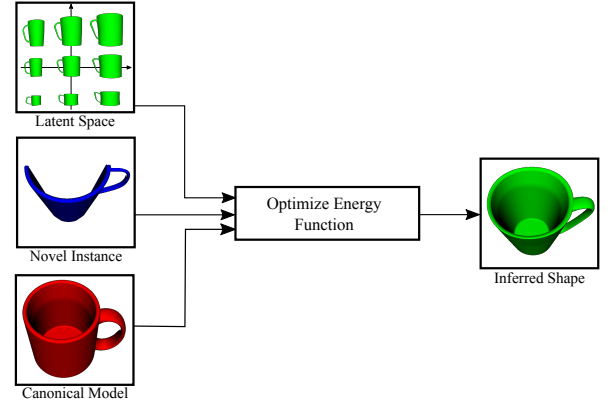 Latent Space
Novel Instance
Canonical Model
Optimize Energy
Function
Inferred Shape